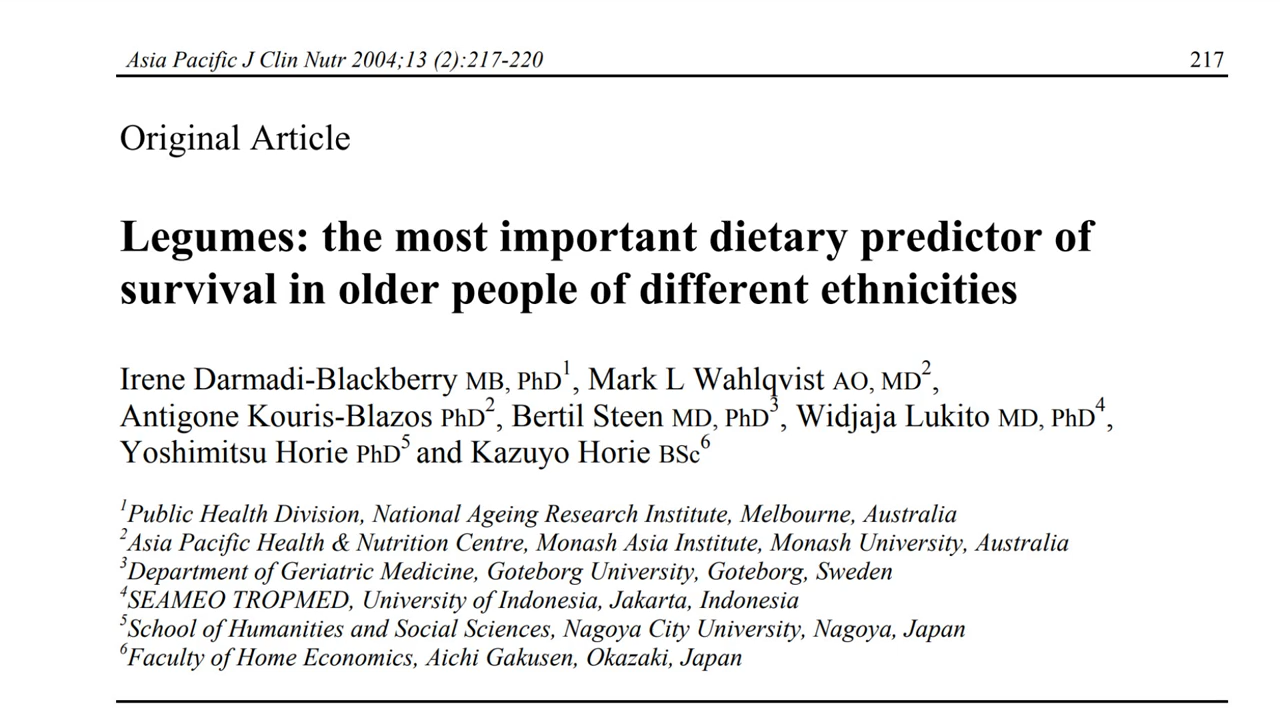 Asia Pacific J Clin Nutr 2004;13 (2):217-220 217
Original Article
Legumes: the most important dietary predictor of
survival in older people of different ethnicities
Irene Darmadi-Blackberry MB, PhD1, Mark L Wahlqvist AO, MD2,
Antigone Kouris-Blazos PhD2, Bertil Steen MD, PhD3, Widjaja Lukito MD, PhD4,
Yoshimitsu Horie PhD5 and Kazuyo Horie BSc6
1Public Health Division, National Ageing Research Institute, Melbourne, Australia
2Asia Pacific Health & Nutrition Centre, Monash Asia Institute, Monash University, Australia
3Department of Geriatric Medicine, Goteborg University, Goteborg, Sweden
4SEAMEO TROPMED, University of Indonesia, Jakarta, Indonesia
5School of Humanities and Social Sciences, Nagoya City University, Nagoya, Japan
6Faculty of Home Economics, Aichi Gakusen, Okazaki, Japan